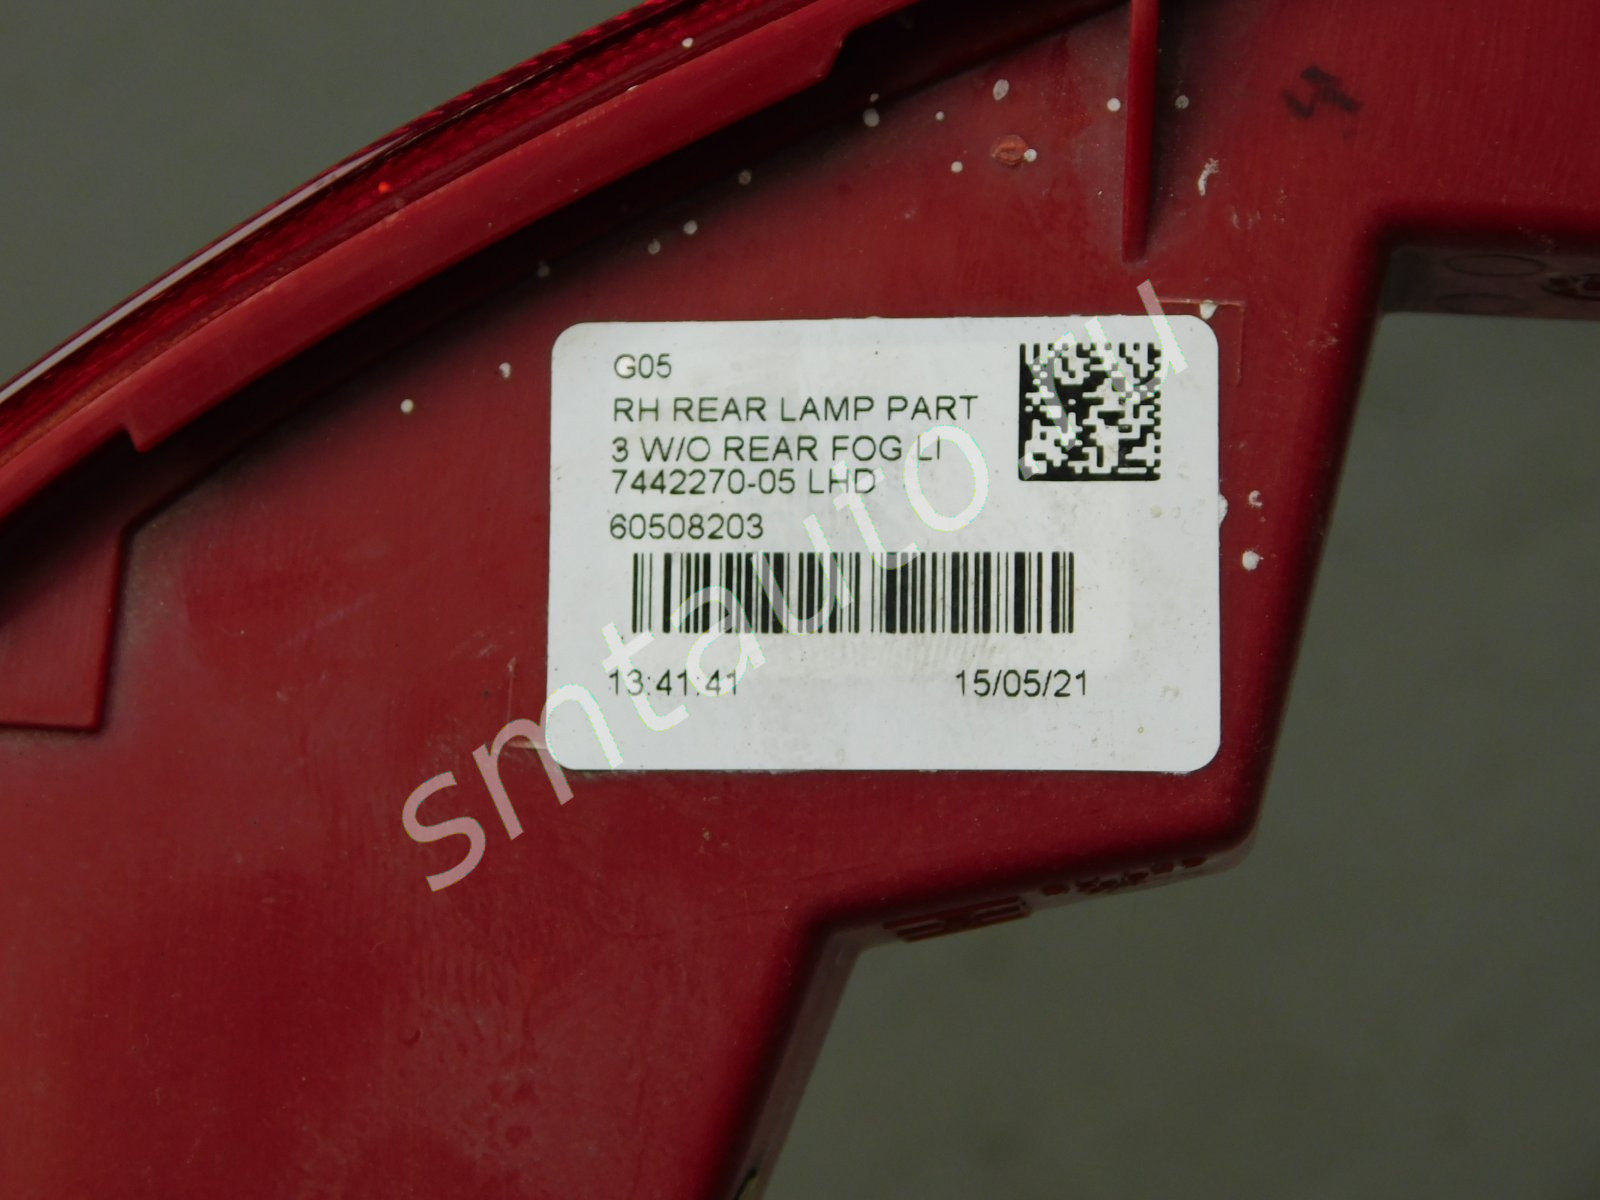 G05
RH REAR LAMP PART
3 W/O REAR FOG LI
7442270-05 LHD
60508203
13:41:41 15/05/21
smtauto.ru